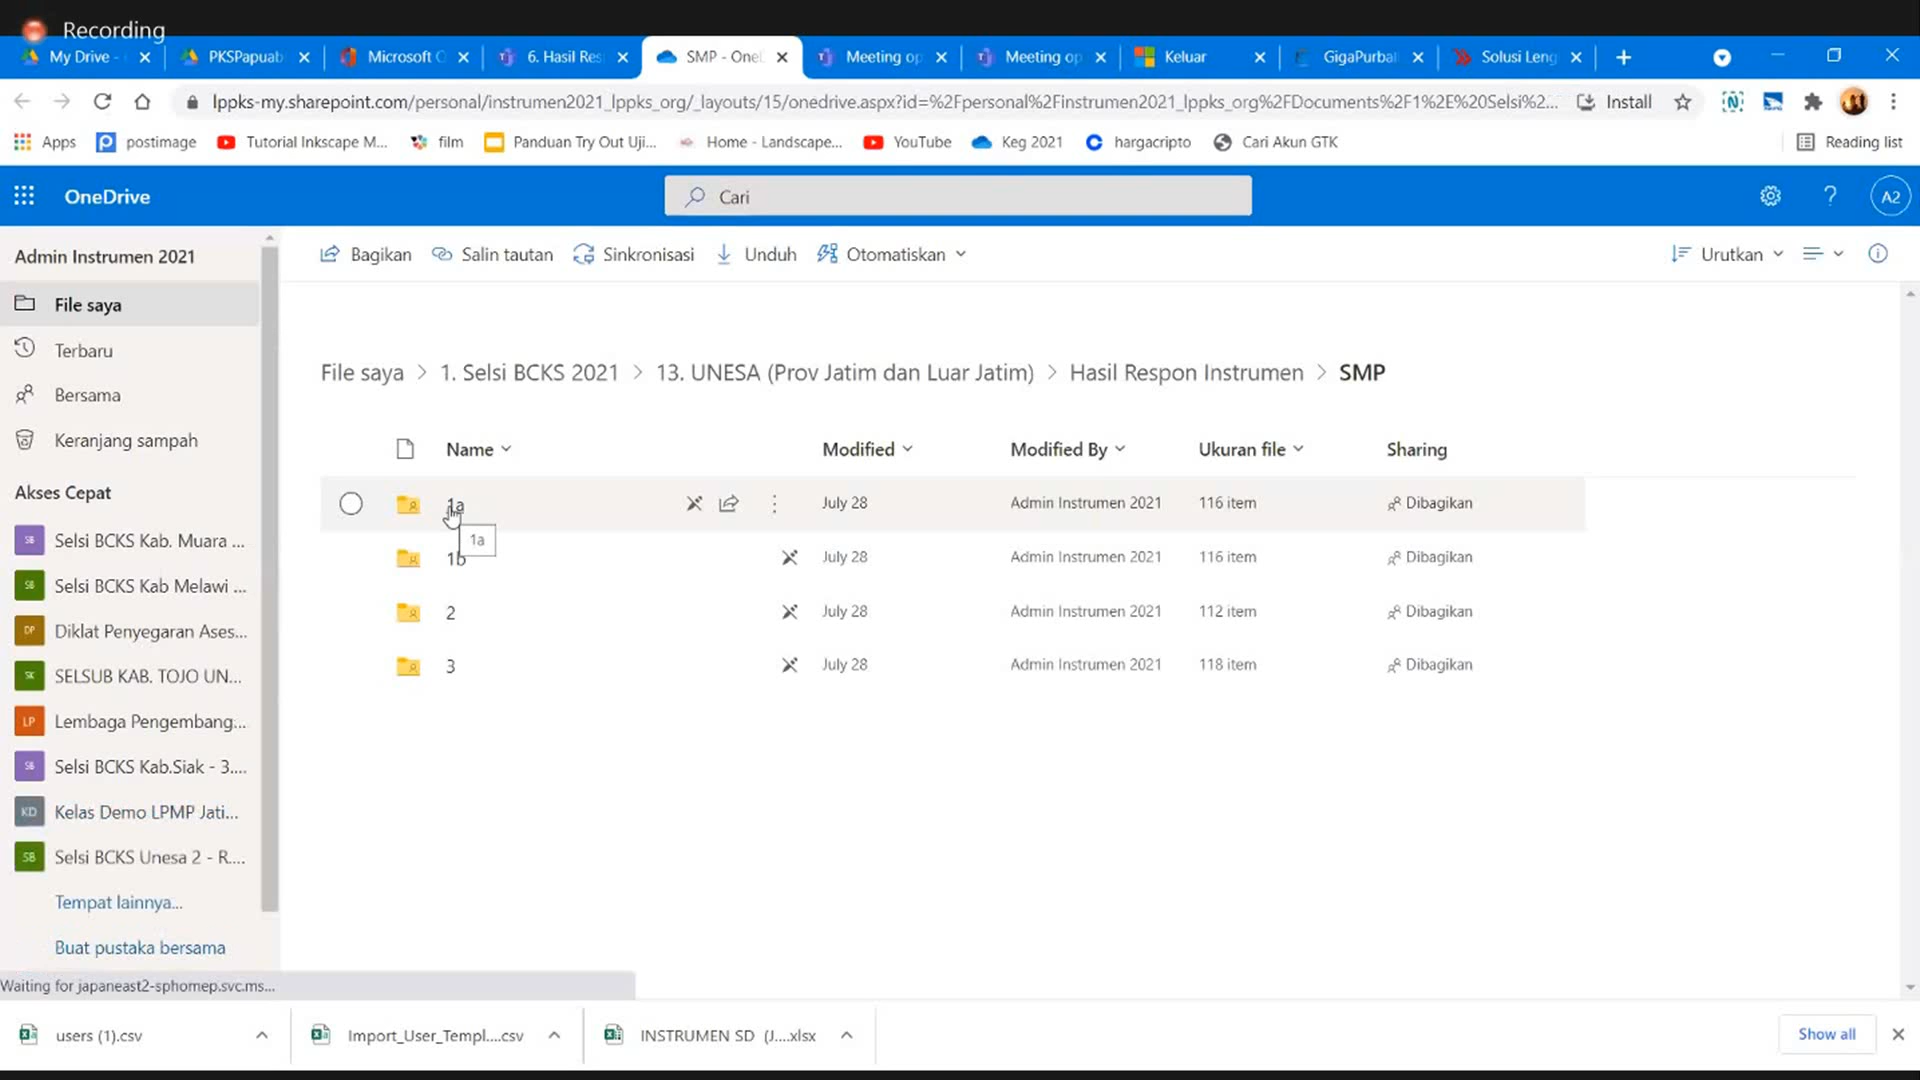 Recording
My Drive -
PKSPapuab
Microsoft O
6. Hasil Res
SMP - OneD
Meeting op
Meeting op
Keluar
GigaPurbal
Solusi Leng
lppks-my.sharepoint.com/personal/instrumen2021_lppks_org/_layouts/15/onedrive.aspx?id=%2Fpersonal%2Finstrumen2021_lppks_org%2FDocuments%2F1%2E%20Selsi%2...
Install
Apps
postimage
Tutorial Inkscape M...
film
Panduan Try Out Uji...
Home - Landscape...
YouTube
Keg 2021
hargacripto
Cari Akun GTK
Reading list
OneDrive
Cari
?
A2
Admin Instrumen 2021
Bagikan
Salin tautan
Sinkronisasi
Unduh
Otomatiskan
Urutkan
File saya
Terbaru
Bersama
Keranjang sampah
Akses Cepat
SB Selsi BCKS Kab. Muara ...
SB Selsi BCKS Kab Melawi ...
DP Diklat Penyegaran Ases...
SK SELSUB KAB. TOJO UN...
LP Lembaga Pengembang...
SB Selsi BCKS Kab.Siak - 3....
KD Kelas Demo LPMP Jati...
SB Selsi BCKS Unesa 2 - R....
Tempat lainnya...
Buat pustaka bersama
File saya > 1. Selsi BCKS 2021 > 13. UNESA (Prov Jatim dan Luar Jatim) > Hasil Respon Instrumen > SMP
Name Modified Modified By Ukuran file Sharing
1a July 28 Admin Instrumen 2021 116 item Dibagikan
1a
1b July 28 Admin Instrumen 2021 116 item Dibagikan
2 July 28 Admin Instrumen 2021 112 item Dibagikan
3 July 28 Admin Instrumen 2021 118 item Dibagikan
Waiting for japaneast2-sphomep.svc.ms...
users (1).csv
Import_User_Templ....csv
INSTRUMEN SD (J....xlsx
Show all